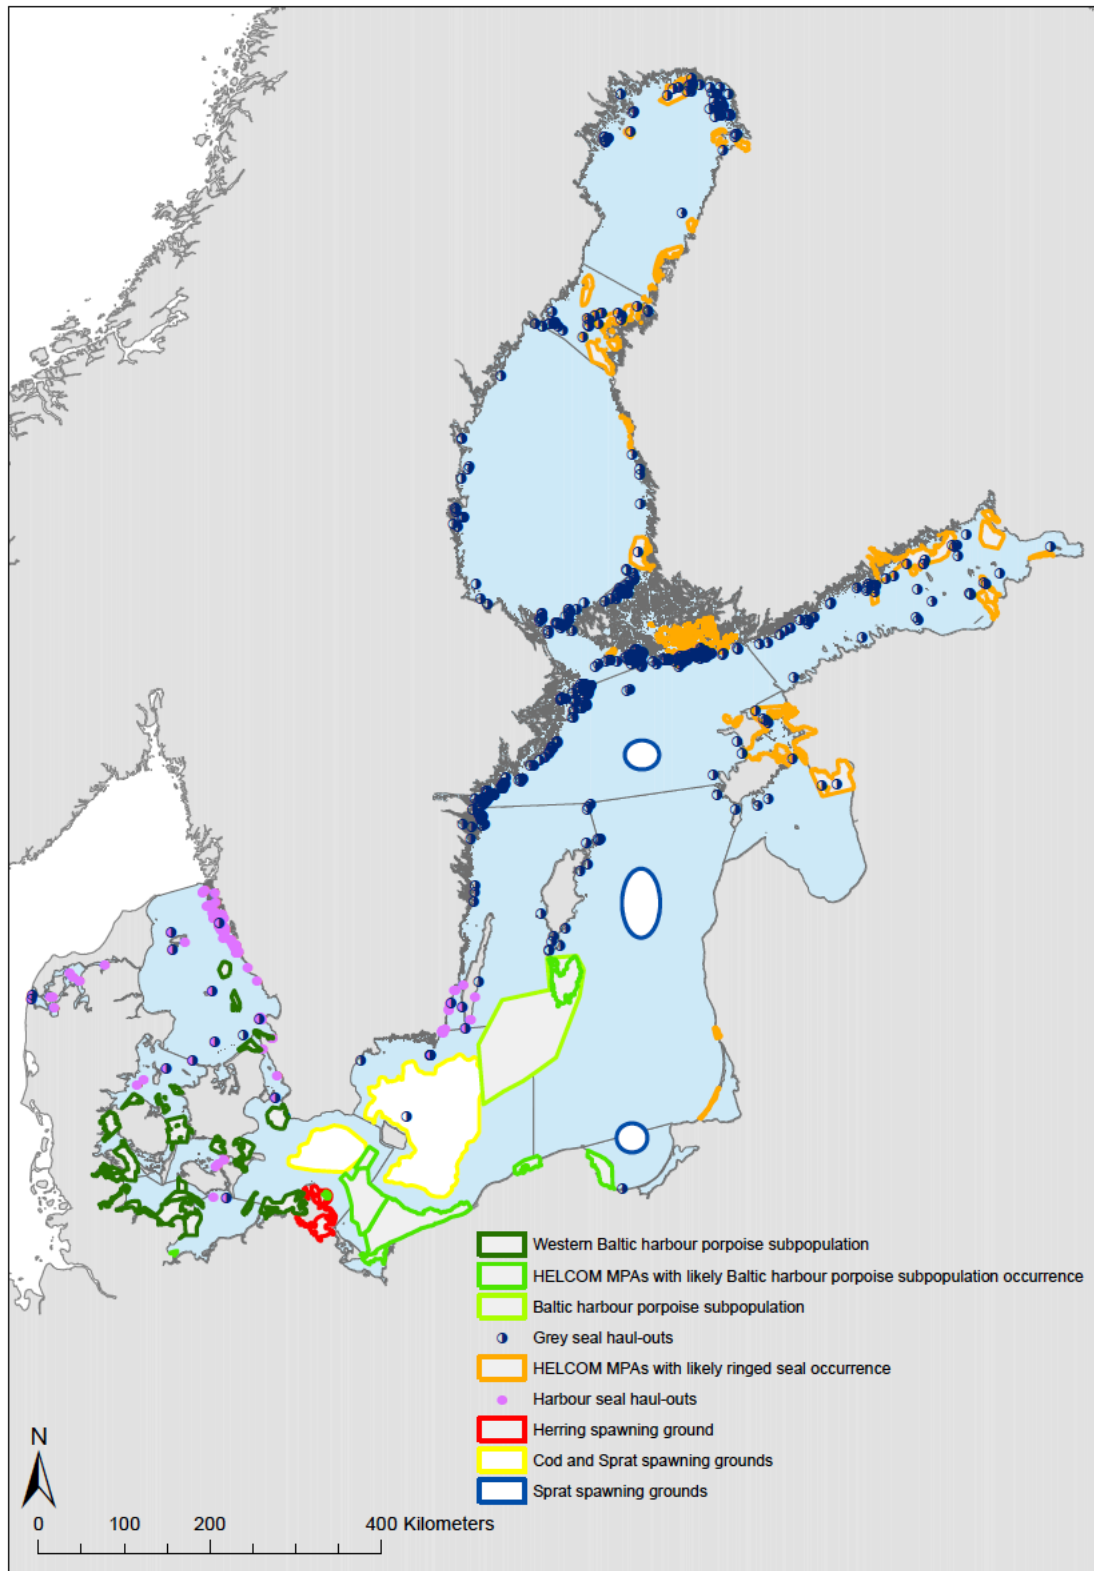 Western Baltic harbour porpoise subpopulation
HELCOM MPAs with likely Baltic harbour porpoise subpopulation occurrence
Baltic harbour porpoise subpopulation
Grey seal haul-outs
HELCOM MPAs with likely ringed seal occurrence
Harbour seal haul-outs
Herring spawning ground
Cod and Sprat spawning grounds
Sprat spawning grounds
N
0 100 200 400 Kilometers